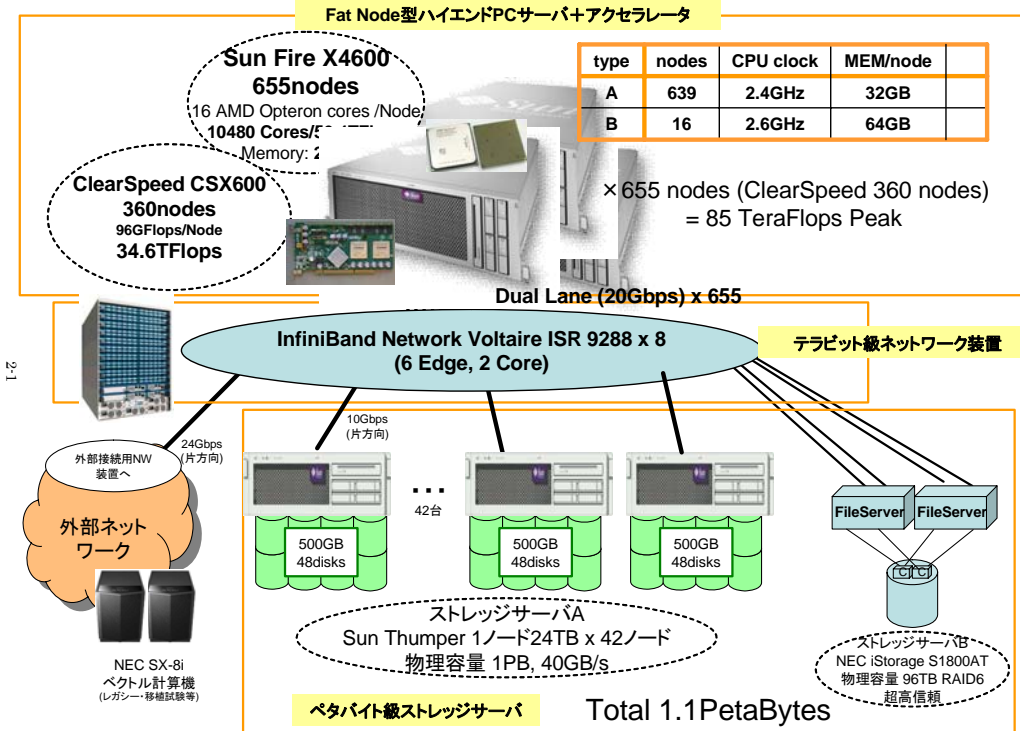 Fat Node型ハイエンドPCサーバ＋アクセラレータ
Sun Fire X4600
655nodes
16 AMD Opteron cores /Node
10480 Cores/
Memory:
type nodes CPU clock MEM/node
A 639 2.4GHz 32GB
B 16 2.6GHz 64GB
ClearSpeed CSX600
360nodes
96GFlops/Node
34.6TFlops
×655 nodes (ClearSpeed 360 nodes)
= 85 TeraFlops Peak
Dual Lane (20Gbps) x 655
InfiniBand Network Voltaire ISR 9288 x 8
(6 Edge, 2 Core)
テラビット級ネットワーク装置
2-1
24Gbps
(片方向)
10Gbps
(片方向)
外部接続用NW
装置へ
外部ネット
ワーク
…
42台
500GB
48disks
500GB
48disks
500GB
48disks
FileServer
FileServer
C C
ストレッジサーバA
Sun Thumper 1ノード24TB x 42ノード
物理容量 1PB, 40GB/s
NEC SX-8i
ベクトル計算機
(レガシー・移植試験等)
ストレッジサーバB
NEC iStorage S1800AT
物理容量 96TB RAID6
超高信頼
ペタバイト級ストレッジサーバ
Total 1.1PetaBytes